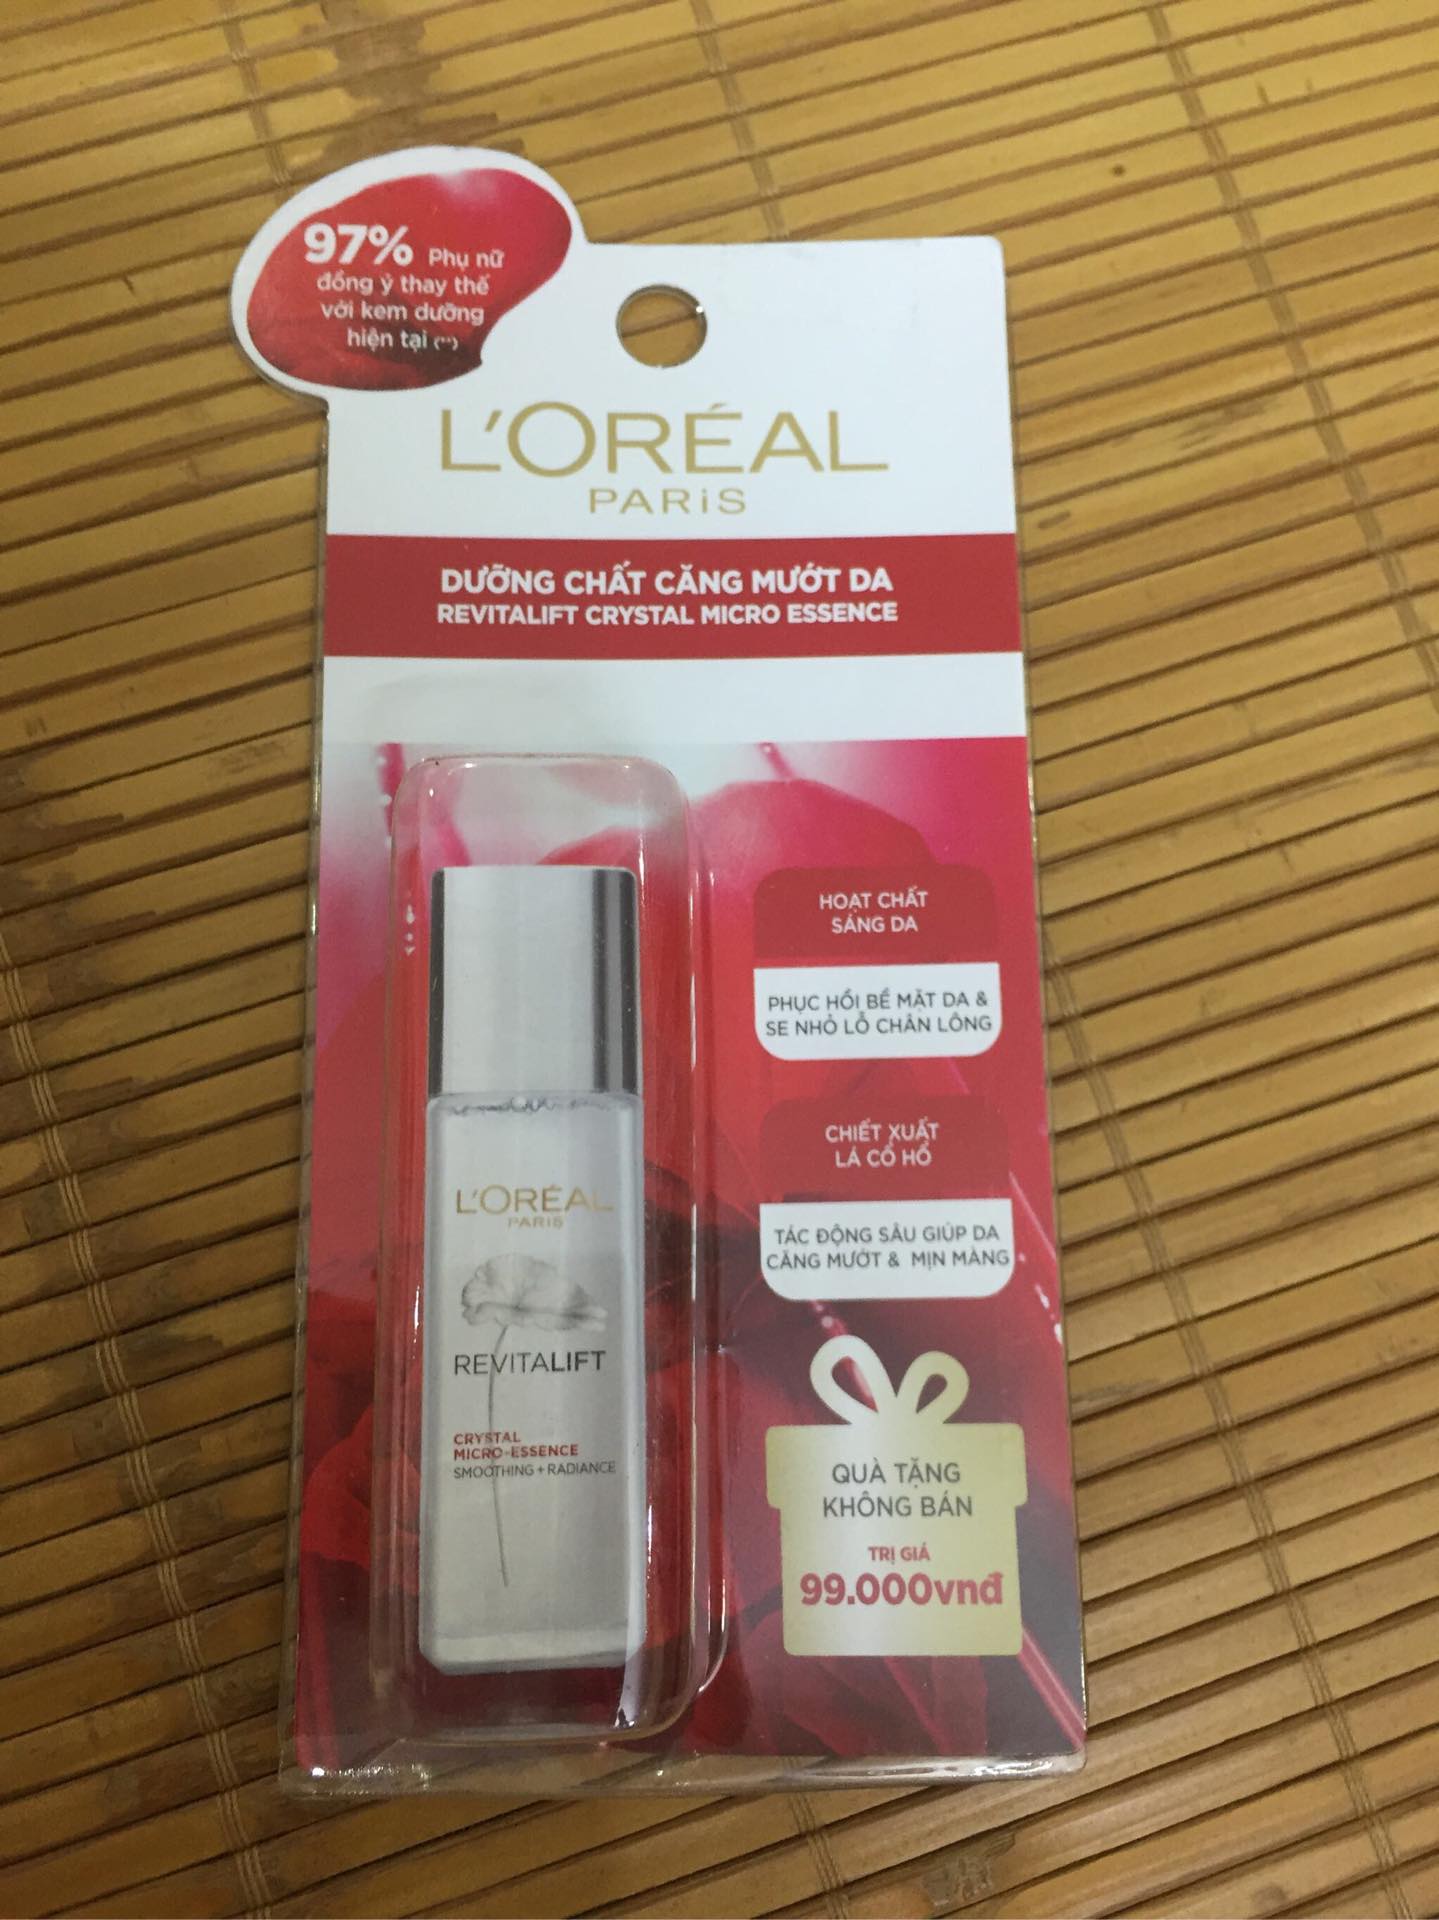 97% Phụ nữ
đồng ý thay thế
với kem dưỡng
hiện tại (**)
L'ORÉAL
PARiS
DƯỠNG CHẤT CĂNG MƯỚT DA
REVITALIFT CRYSTAL MICRO ESSENCE
HOẠT CHẤT
SÁNG DA
PHỤC HỒI BỀ MẶT DA &
SE NHỎ LỖ CHÂN LÔNG
CHIẾT XUẤT
LÁ CỔ HỔ
TÁC ĐỘNG SÂU GIÚP DA
CĂNG MƯỚT & MỊN MÀNG
L'ORÉAL
PARiS
REVITALIFT
CRYSTAL
MICRO-ESSENCE
SMOOTHING + RADIANCE
QUÀ TẶNG
KHÔNG BÁN
TRỊ GIÁ
99.000vnđ